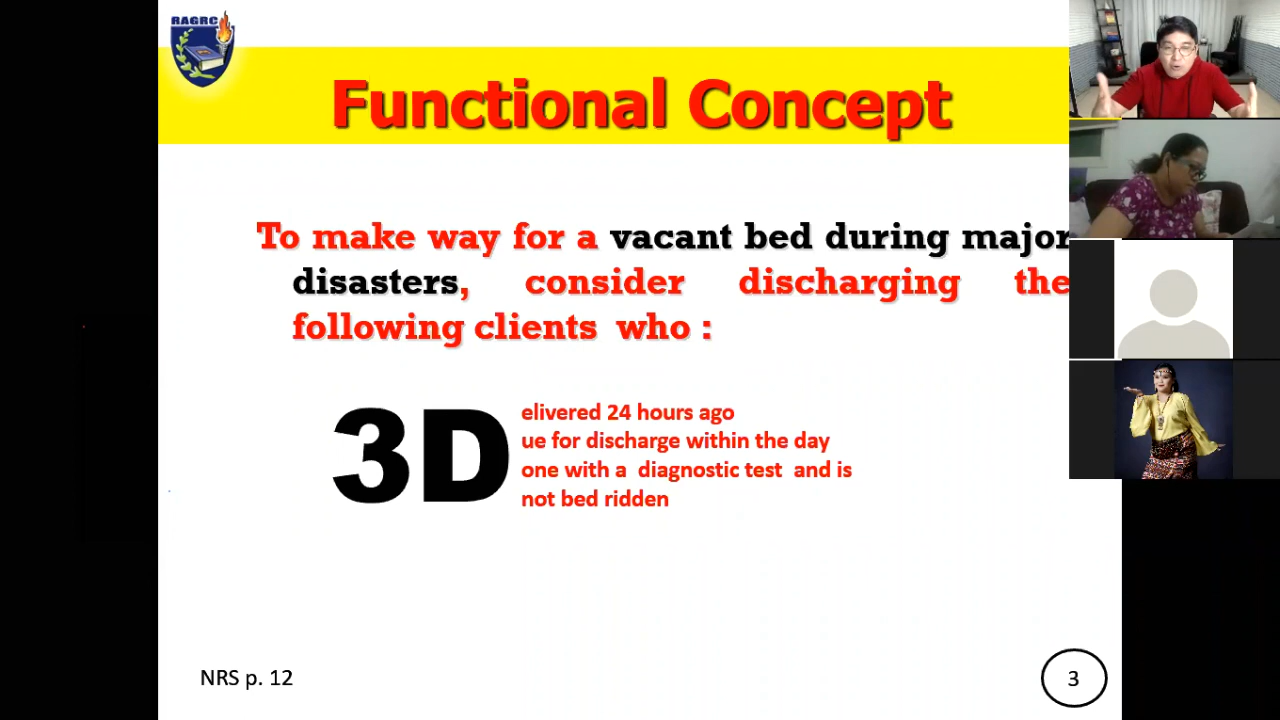 RAGRC
Functional Concept
To make way for a vacant bed during major
disasters, consider discharging the
following clients who :
3D
elivered 24 hours ago
ue for discharge within the day
one with a diagnostic test and is
not bed ridden
NRS p. 12
3